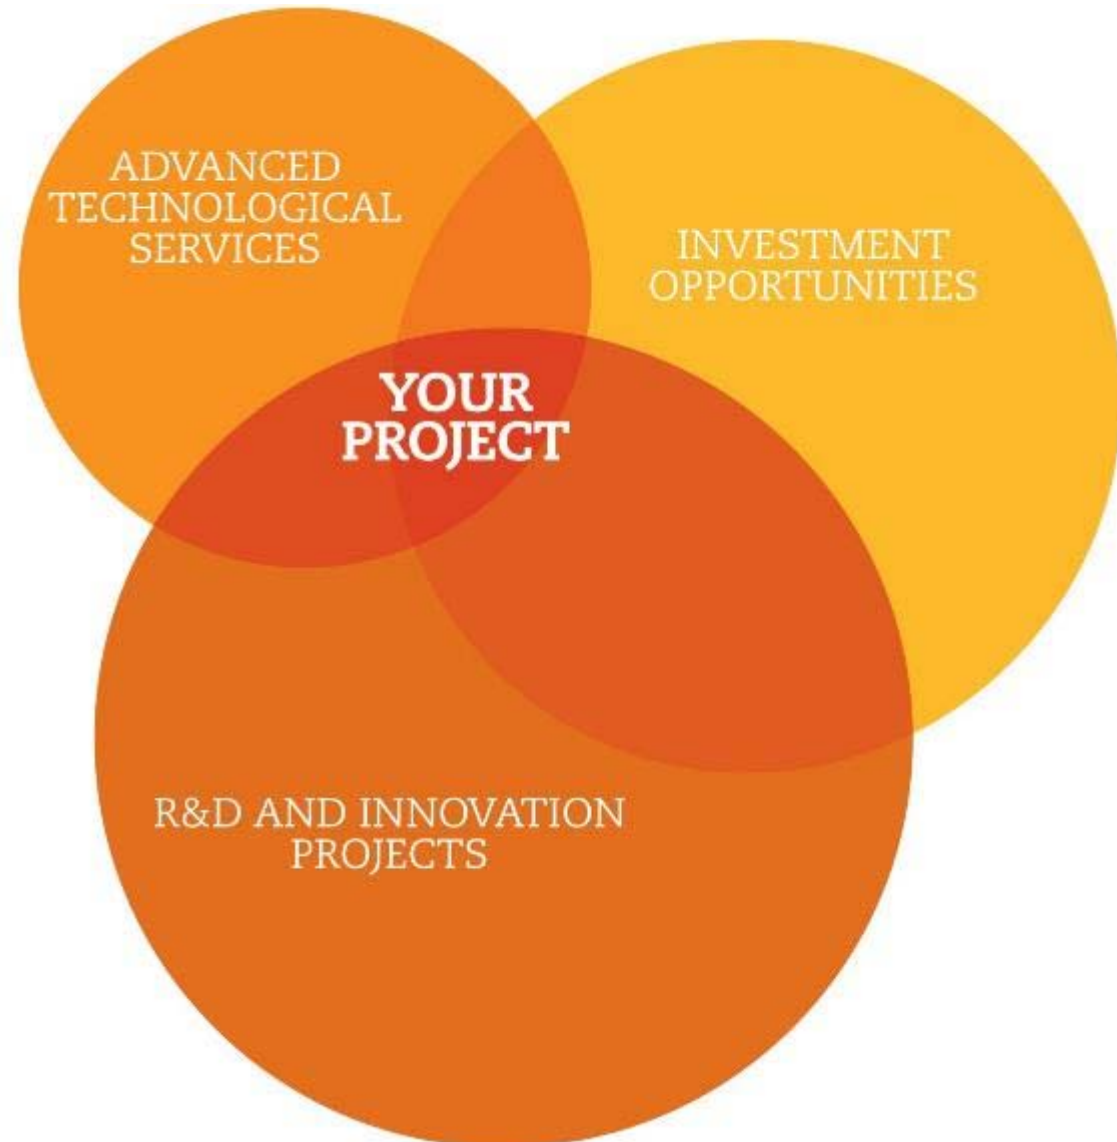 ADVANCED
TECHNOLOGICAL
SERVICES
INVESTMENT
OPPORTUNITIES
YOUR
PROJECT
R&D AND INNOVATION
PROJECTS